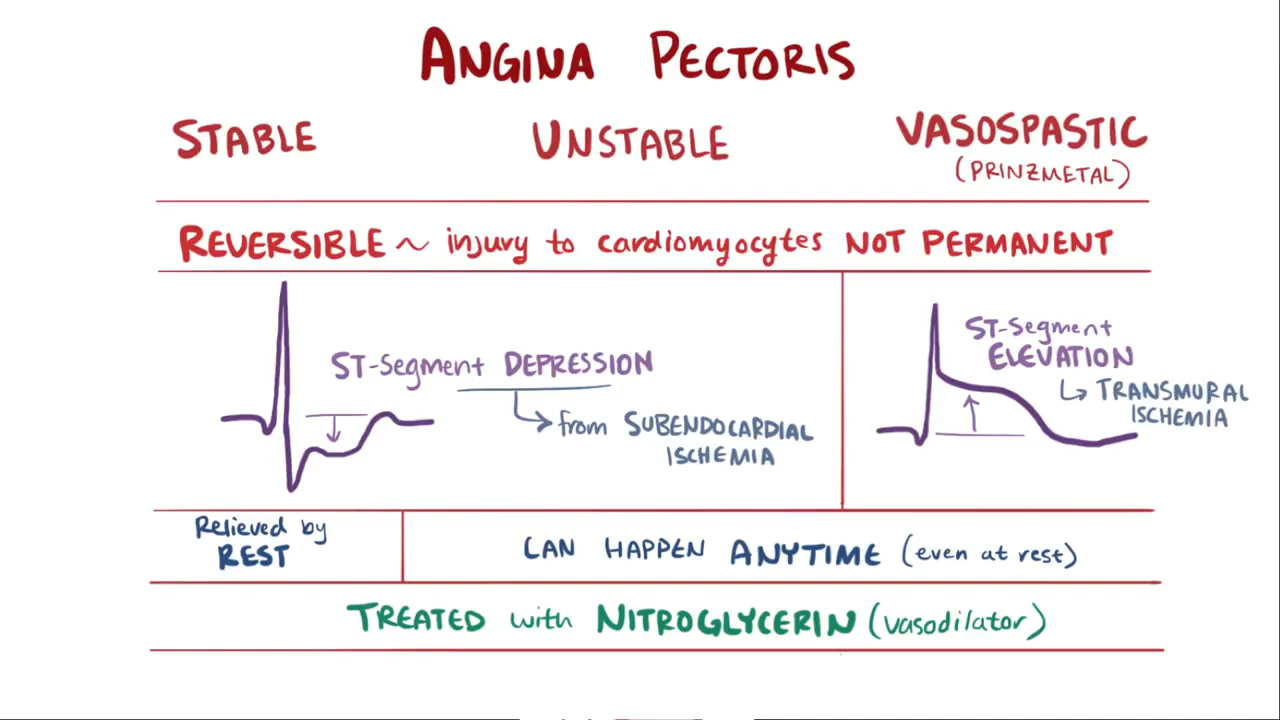 ANGINA PECTORIS
STABLE UNSTABLE VASOSPASTIC
(PRINZMETAL)
REVERSIBLE ~ injury to cardiomyocytes NOT PERMANENT
ST-Segment DEPRESSION
from SUBENDOCARDIAL
ISCHEMIA
ST-Segment
ELEVATION
TRANSMURAL
ISCHEMIA
Relieved by
REST
CAN HAPPEN ANYTIME (even at rest)
TREATED with NITROGLYCERIN (vasodilator)